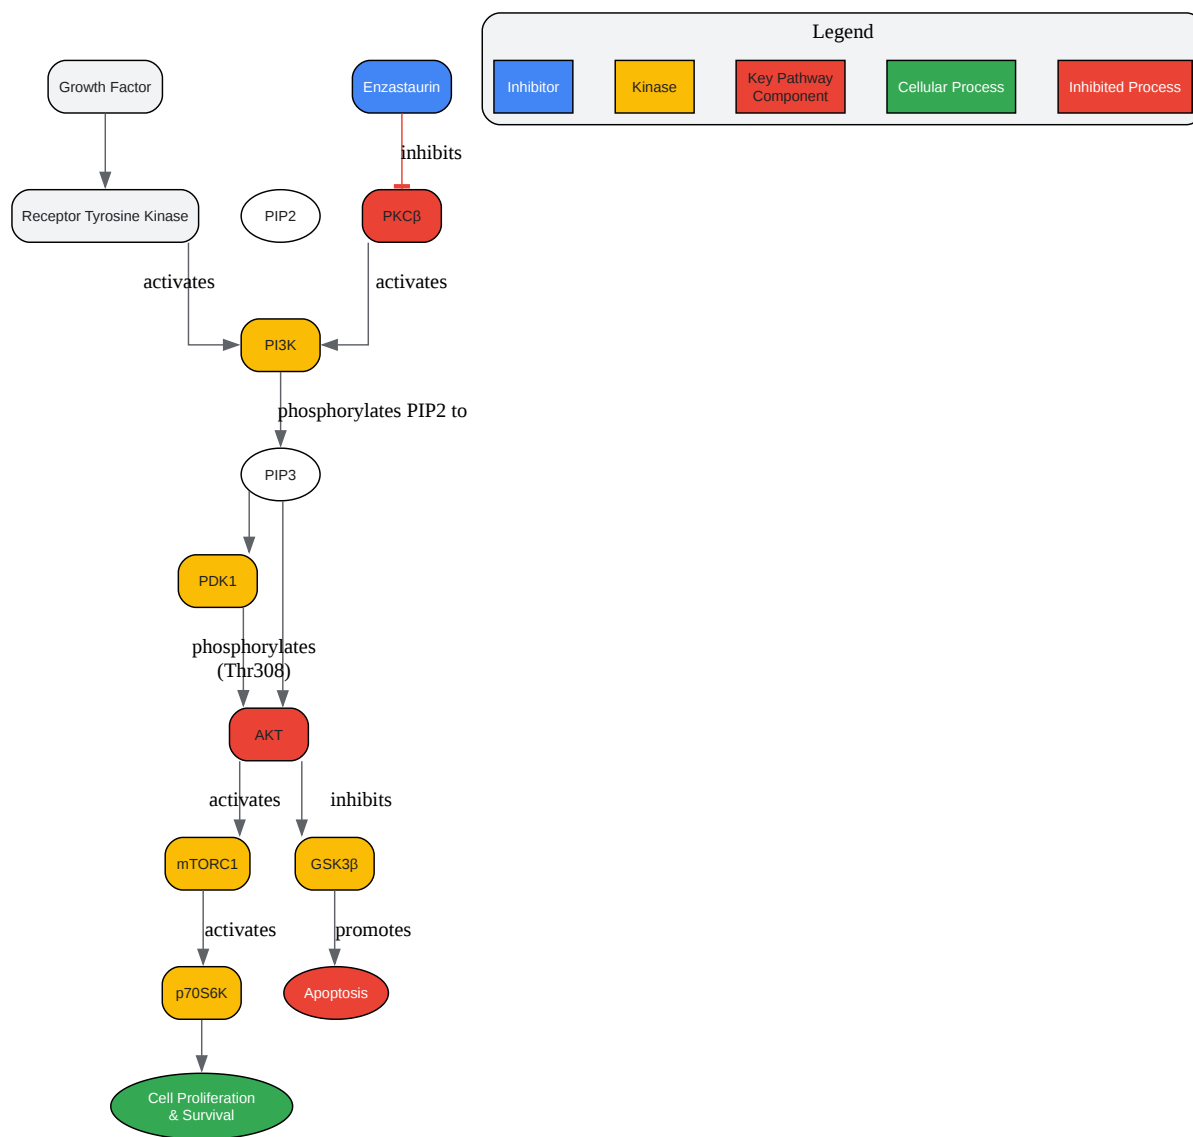 Legend
Growth Factor
Enzastaurin
Inhibitor
Kinase
Key Pathway
Component
Cellular Process
Inhibited Process
inhibits
Receptor Tyrosine Kinase
PIP2
PKCβ
activates
activates
PI3K
phosphorylates PIP2 to
PIP3
PDK1
phosphorylates
(Thr308)
AKT
activates
inhibits
mTORC1
GSK3β
activates
promotes
p70S6K
Apoptosis
Cell Proliferation
& Survival